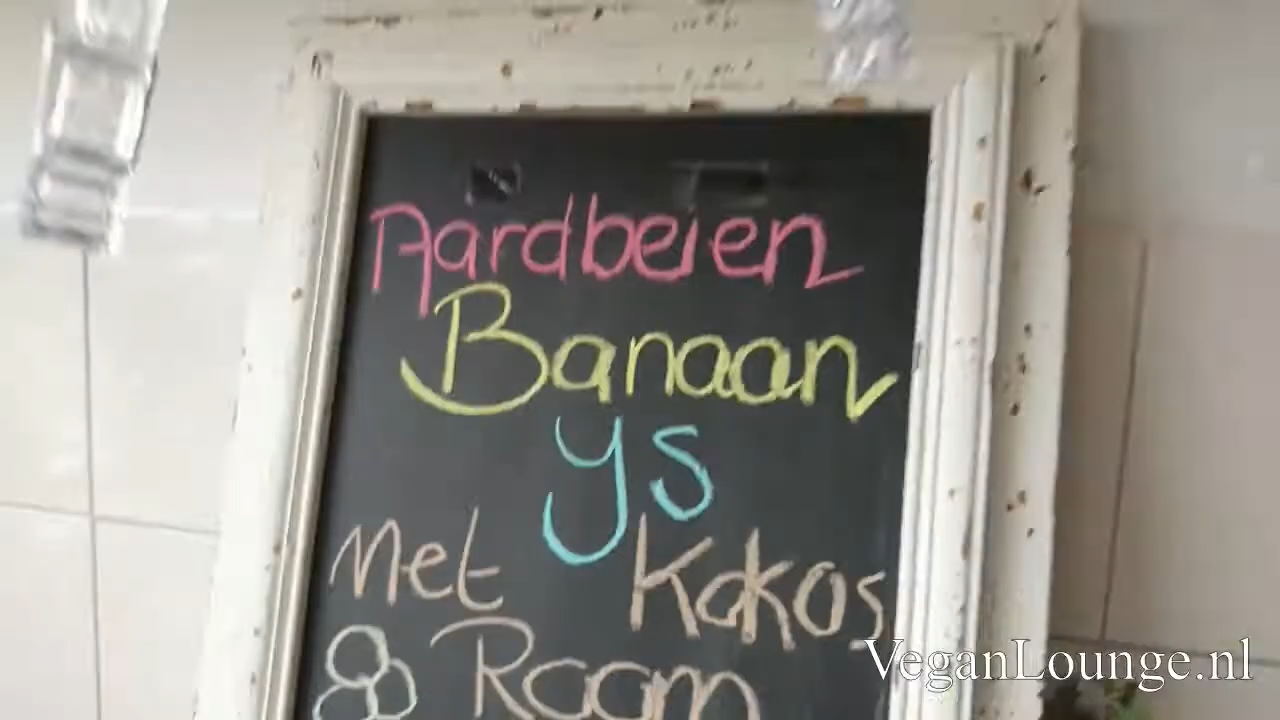 Aardbeien
Banaan
ys
met Kokos
Room
VeganLounge.nl